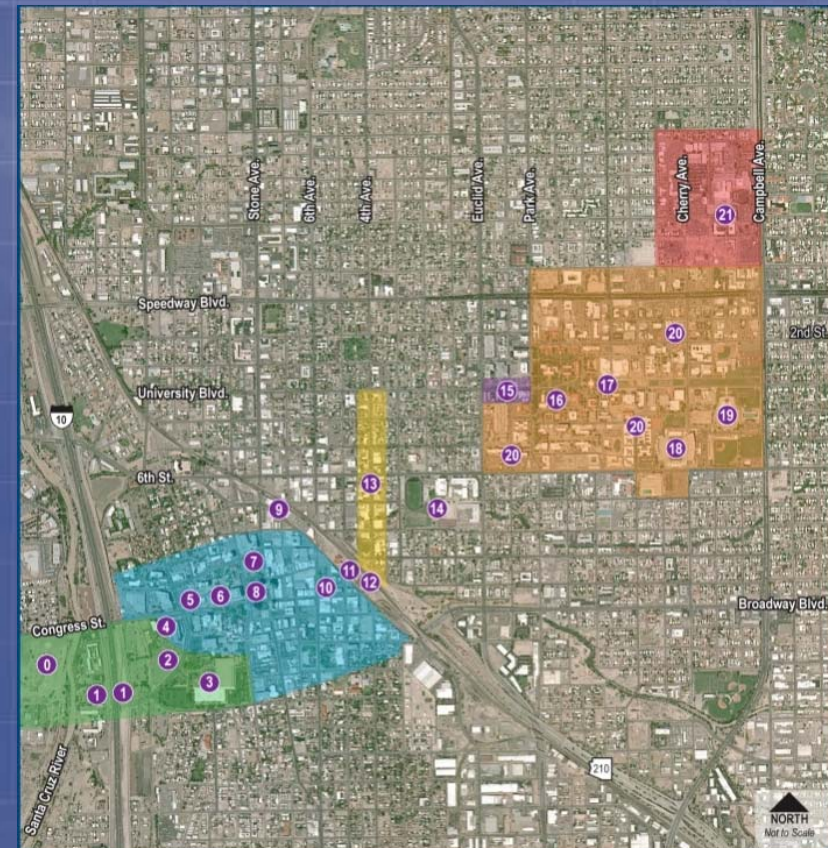 Stone Ave.
6th Ave.
4th Ave.
Euclid Ave.
Park Ave.
Cherry Ave.
Campbell Ave.
21
Speedway Blvd.
20
2nd St.
University Blvd.
15
16
17
10
20
19
18
20
6th St.
13
14
9
7
11
12
10
5
6
8
Broadway Blvd.
Congress St.
4
2
0
1
1
3
Santa Cruz River
210
NORTH
Not to Scale